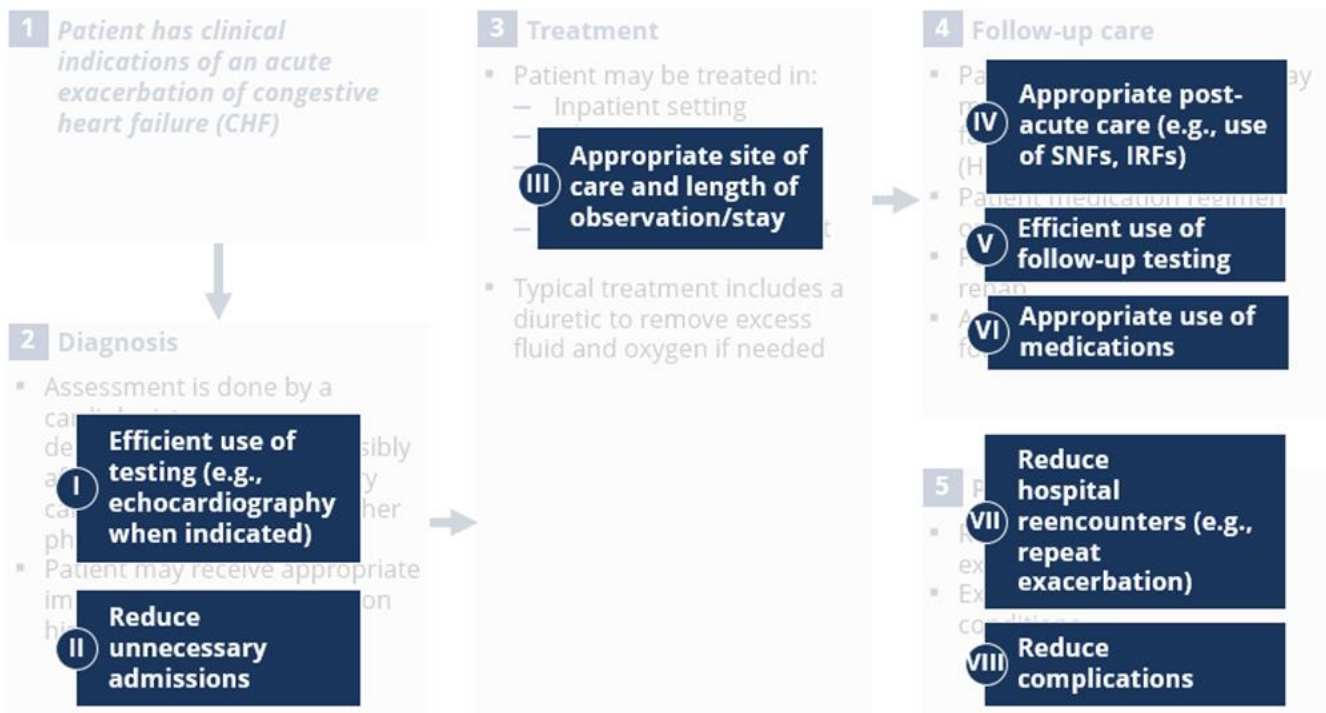 1 Patient has clinical
indications of an acute
exacerbation of congestive
heart failure (CHF)
2 Diagnosis
▪ Assessment is done by a
I Efficient use of
testing (e.g.,
echocardiography
when indicated)
▪ Patient may receive appropriate
II Reduce
unnecessary
admissions
3 Treatment
▪ Patient may be treated in:
– Inpatient setting
III Appropriate site of
care and length of
observation/stay
▪ Typical treatment includes a
diuretic to remove excess
fluid and oxygen if needed
4 Follow-up care
IV Appropriate post-
acute care (e.g., use
of SNFs, IRFs)
▪ Patient medication regimen
V Efficient use of
follow-up testing
rehab
VI Appropriate use of
medications
5
VII Reduce
hospital
reencounters (e.g.,
repeat
exacerbation)
VIII Reduce
complications